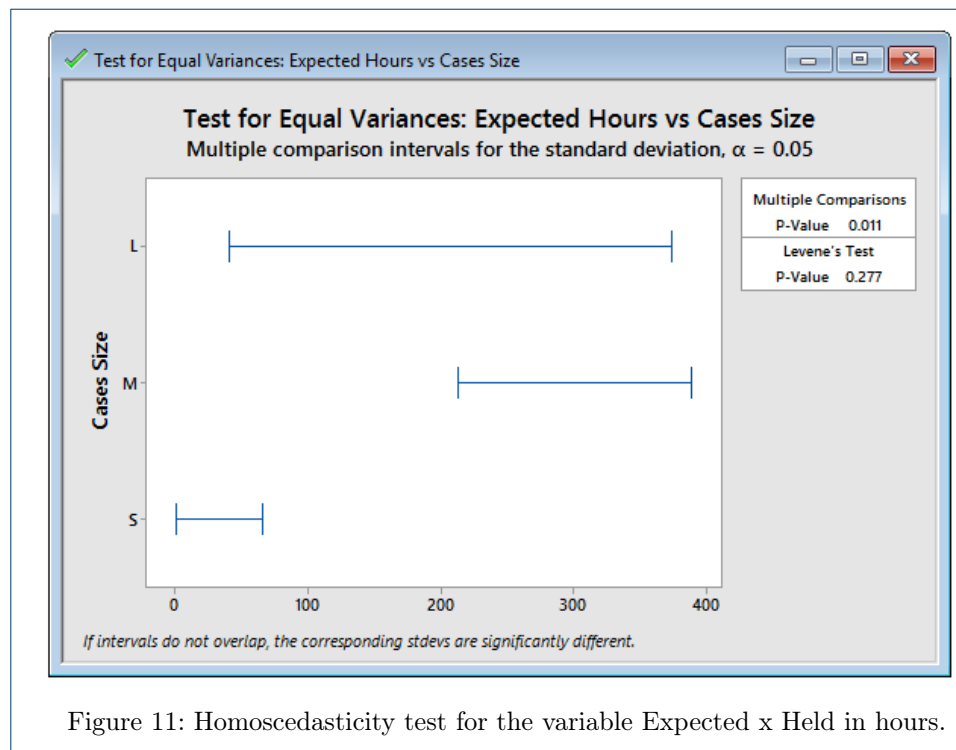 Test for Equal Variances: Expected Hours vs Cases Size
Test for Equal Variances: Expected Hours vs Cases Size
Multiple comparison intervals for the standard deviation, α = 0.05
Multiple Comparisons
P-Value 0.011
Levene's Test
P-Value 0.277
Cases Size
L
M
S
0 100 200 300 400
If intervals do not overlap, the corresponding stdevs are significantly different.
Figure 11: Homoscedasticity test for the variable Expected x Held in hours.